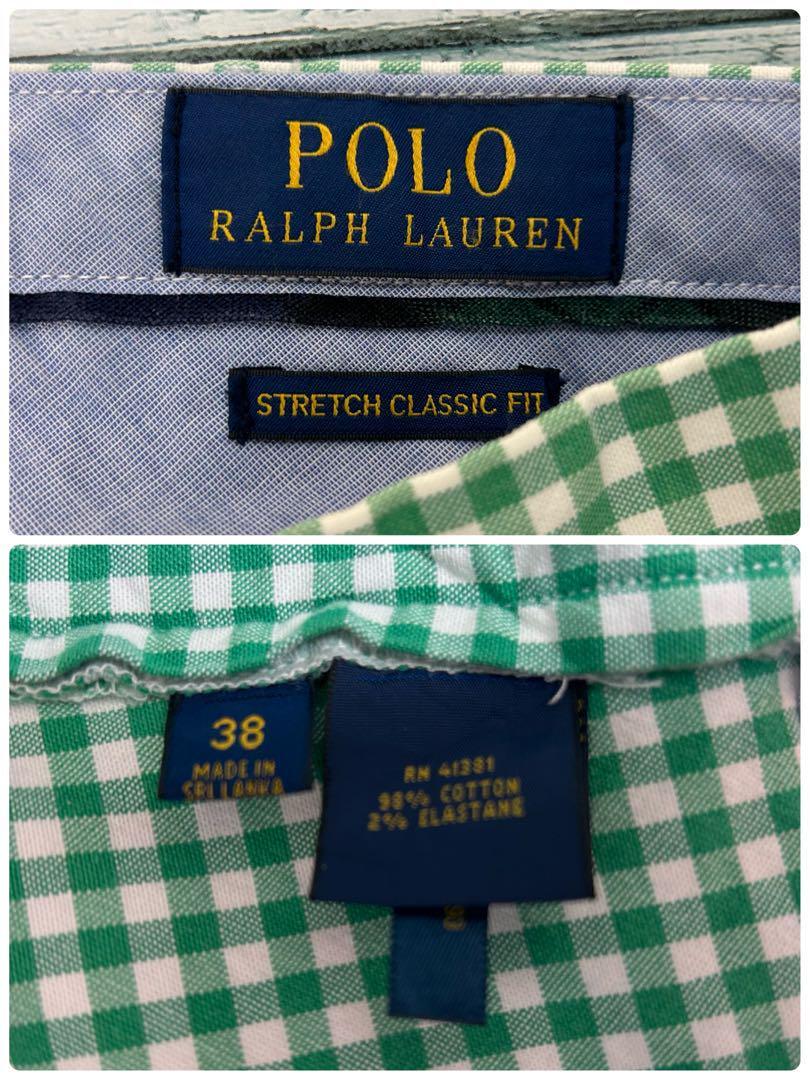 POLO
RALPH LAUREN
STRETCH CLASSIC FIT
38
MADE IN
SRI LANKA
RN 41381
98% COTTON
2% ELASTANE